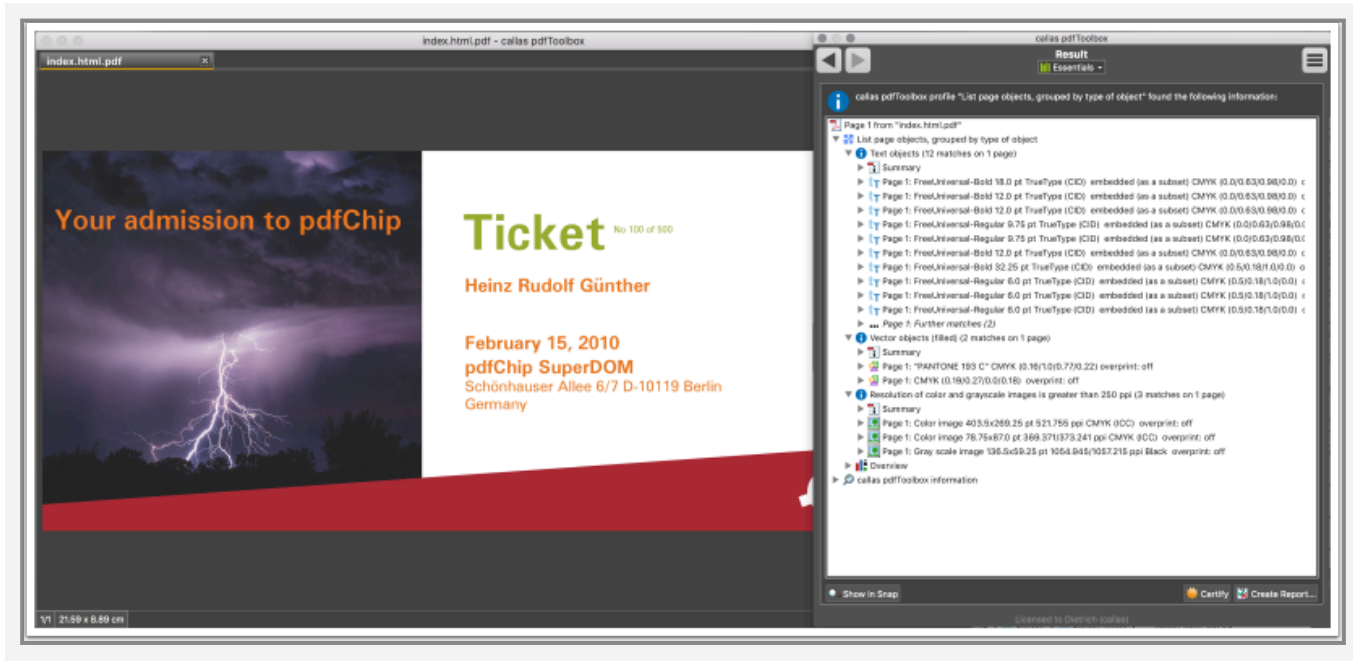 index.html.pdf - callas pdfToolbox
index.html.pdf
Your admission to pdfChip
Ticket No 100 of 500
Heinz Rudolf Günther
February 15, 2010
pdfChip SuperDOM
Schönhauser Allee 6/7 D-10119 Berlin
Germany
1/1 21.59 x 8.89 cm
callas pdfToolbox
Result
Essentials
callas pdfToolbox profile "List page objects, grouped by type of object" found the following information:
Page 1 from "index.html.pdf"
List page objects, grouped by type of object
Text objects (12 matches on 1 page)
Summary
Page 1: FreeUniversal-Bold 18.0 pt TrueType (CID) embedded (as a subset) CMYK (0.0/0.63/0.98/0.0) c
Page 1: FreeUniversal-Bold 12.0 pt TrueType (CID) embedded (as a subset) CMYK (0.0/0.63/0.98/0.0) c
Page 1: FreeUniversal-Bold 12.0 pt TrueType (CID) embedded (as a subset) CMYK (0.0/0.63/0.98/0.0) c
Page 1: FreeUniversal-Regular 9.75 pt TrueType (CID) embedded (as a subset) CMYK (0.0/0.63/0.98/0.0
Page 1: FreeUniversal-Regular 9.75 pt TrueType (CID) embedded (as a subset) CMYK (0.0/0.63/0.98/0.0
Page 1: FreeUniversal-Bold 12.0 pt TrueType (CID) embedded (as a subset) CMYK (0.0/0.63/0.98/0.0) c
Page 1: FreeUniversal-Bold 32.25 pt TrueType (CID) embedded (as a subset) CMYK (0.5/0.18/1.0/0.0) o
Page 1: FreeUniversal-Regular 6.0 pt TrueType (CID) embedded (as a subset) CMYK (0.5/0.18/1.0/0.0) c
Page 1: FreeUniversal-Regular 6.0 pt TrueType (CID) embedded (as a subset) CMYK (0.5/0.18/1.0/0.0) c
Page 1: FreeUniversal-Regular 6.0 pt TrueType (CID) embedded (as a subset) CMYK (0.5/0.18/1.0/0.0) c
... Page 1: Further matches (2)
Vector objects (filled) (2 matches on 1 page)
Summary
Page 1: "PANTONE 193 C" CMYK (0.16/1.0/0.77/0.22) overprint: off
Page 1: CMYK (0.19/0.27/0.0/0.18) overprint: off
Resolution of color and grayscale images is greater than 250 ppi (3 matches on 1 page)
Summary
Page 1: Color image 403.5x269.25 pt 521.755 ppi CMYK (ICC) overprint: off
Page 1: Color image 78.75x87.0 pt 369.371/373.241 ppi CMYK (ICC) overprint: off
Page 1: Gray scale image 136.5x59.25 pt 1054.945/1057.215 ppi Black overprint: off
Overview
callas pdfToolbox information
Show in Snap
Certify
Create Report...
Licensed to Dietrich (callas)